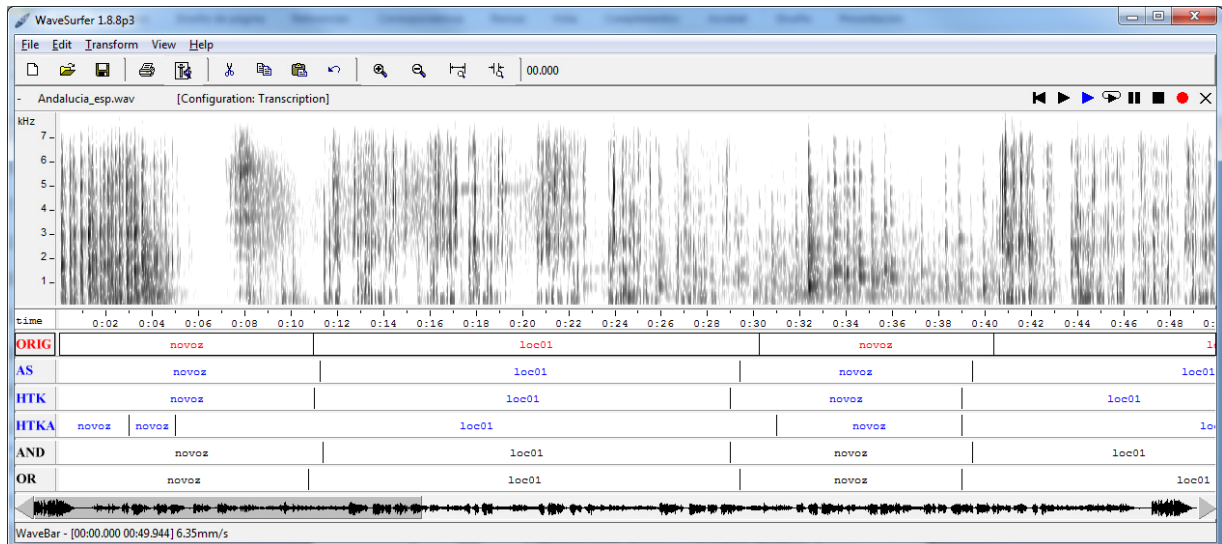 WaveSurfer 1.8.8p3
File Edit Transform View Help
00.000
- Andalucia_esp.wav [Configuration: Transcription]
kHz
7
6
5
4
3
2
1
time 0:02 0:04 0:06 0:08 0:10 0:12 0:14 0:16 0:18 0:20 0:22 0:24 0:26 0:28 0:30 0:32 0:34 0:36 0:38 0:40 0:42 0:44 0:46 0:48 0:
ORIG novoz loc01 novoz l
AS novoz loc01 novoz loc01
HTK novoz loc01 novoz loc01
HTKA novoz novoz loc01 novoz lo
AND novoz loc01 novoz loc01
OR novoz loc01 novoz loc01
WaveBar - [00:00.000 00:49.944] 6.35mm/s